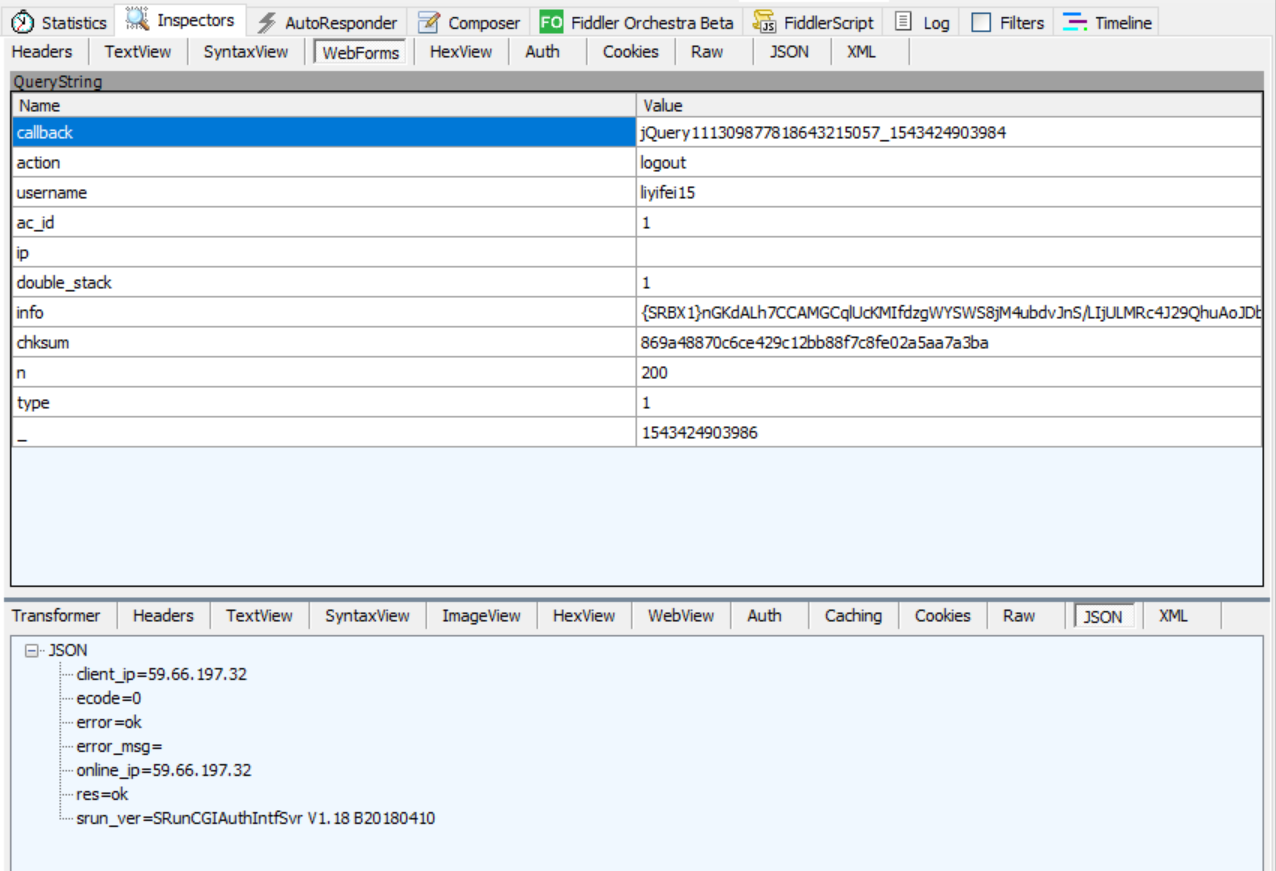 Statistics Inspectors AutoResponder Composer FO Fiddler Orchestra Beta JS FiddlerScript Log Filters Timeline
Headers TextView SyntaxView WebForms HexView Auth Cookies Raw JSON XML
QueryString
Name Value
callback jQuery111309877818643215057_1543424903984
action logout
username liyifei15
ac_id 1
ip
double_stack 1
info {SRBX1}nGKdALh7CCAMGCqlUcKMIfdzgWYSWS8jM4ubdvJnS/LIjULMRc4J29QhuAoJDb
chksum 869a48870c6ce429c12bb88f7c8fe02a5aa7a3ba
n 200
type 1
_ 1543424903986
Transformer Headers TextView SyntaxView ImageView HexView WebView Auth Caching Cookies Raw JSON XML
JSON
client_ip=59.66.197.32
ecode=0
error=ok
error_msg=
online_ip=59.66.197.32
res=ok
srun_ver=SRunCGIAuthIntfSvr V1.18 B20180410